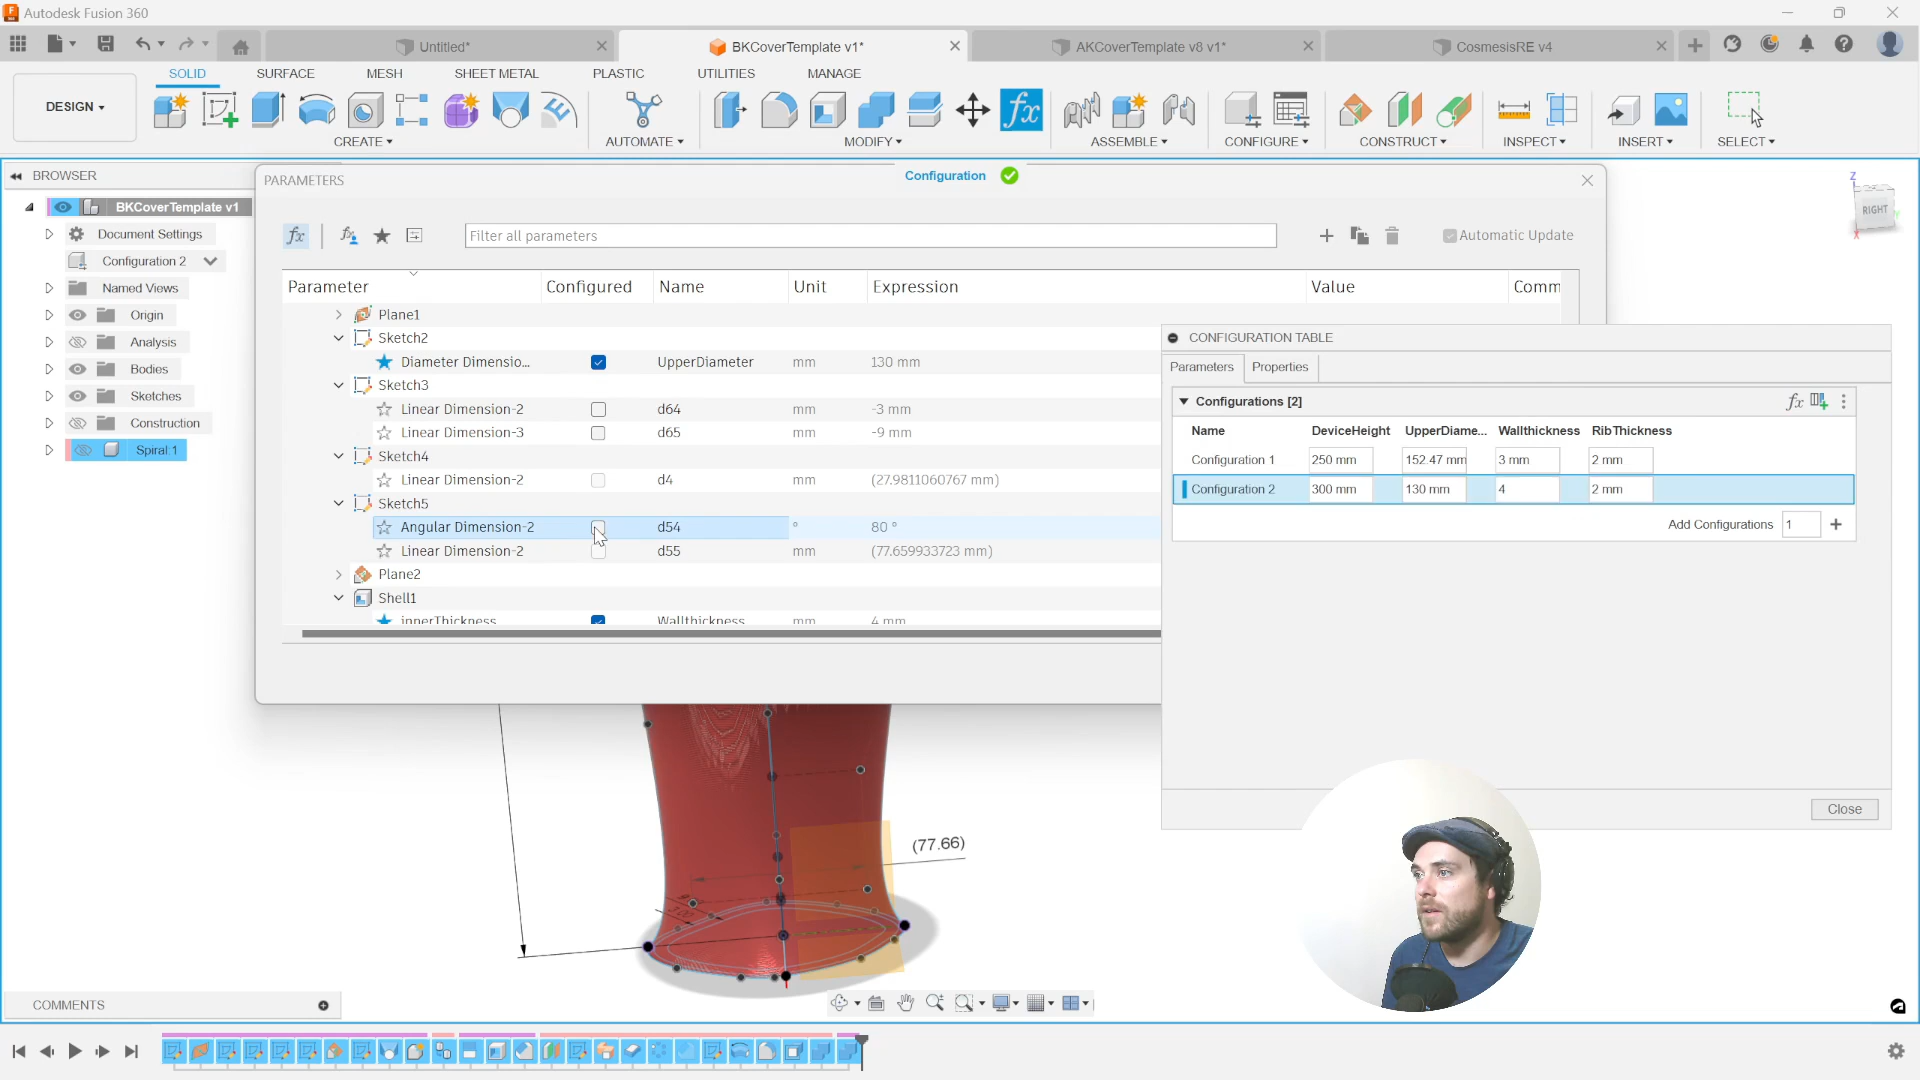 Autodesk Fusion 360
Untitled*
BKCoverTemplate v1*
AKCoverTemplate v8 v1*
CosmesisRE v4
DESIGN
SOLID SURFACE MESH SHEET METAL PLASTIC UTILITIES MANAGE
CREATE AUTOMATE MODIFY ASSEMBLE CONFIGURE CONSTRUCT INSPECT INSERT SELECT
BROWSER
BKCoverTemplate v1
Document Settings
Configuration 2
Named Views
Origin
Analysis
Bodies
Sketches
Construction
Spiral:1
PARAMETERS
Configuration
fx
Filter all parameters
Automatic Update
Parameter Configured Name Unit Expression Value Comm
Plane1
Sketch2
Diameter Dimensio... UpperDiameter mm 130 mm
Sketch3
Linear Dimension-2 d64 mm -3 mm
Linear Dimension-3 d65 mm -9 mm
Sketch4
Linear Dimension-2 d4 mm (27.9811060767 mm)
Sketch5
Angular Dimension-2 d54 ° 80 °
Linear Dimension-2 d55 mm (77.659933723 mm)
Plane2
Shell1
innerThickness Wallthickness mm 4 mm
CONFIGURATION TABLE
Parameters Properties
Configurations [2]
fx
Name DeviceHeight UpperDiame... Wallthickness RibThickness
Configuration 1 250 mm 152.47 mm 3 mm 2 mm
Configuration 2 300 mm 130 mm 4 2 mm
Add Configurations 1
Close
Z
RIGHT
X
(77.66)
COMMENTS